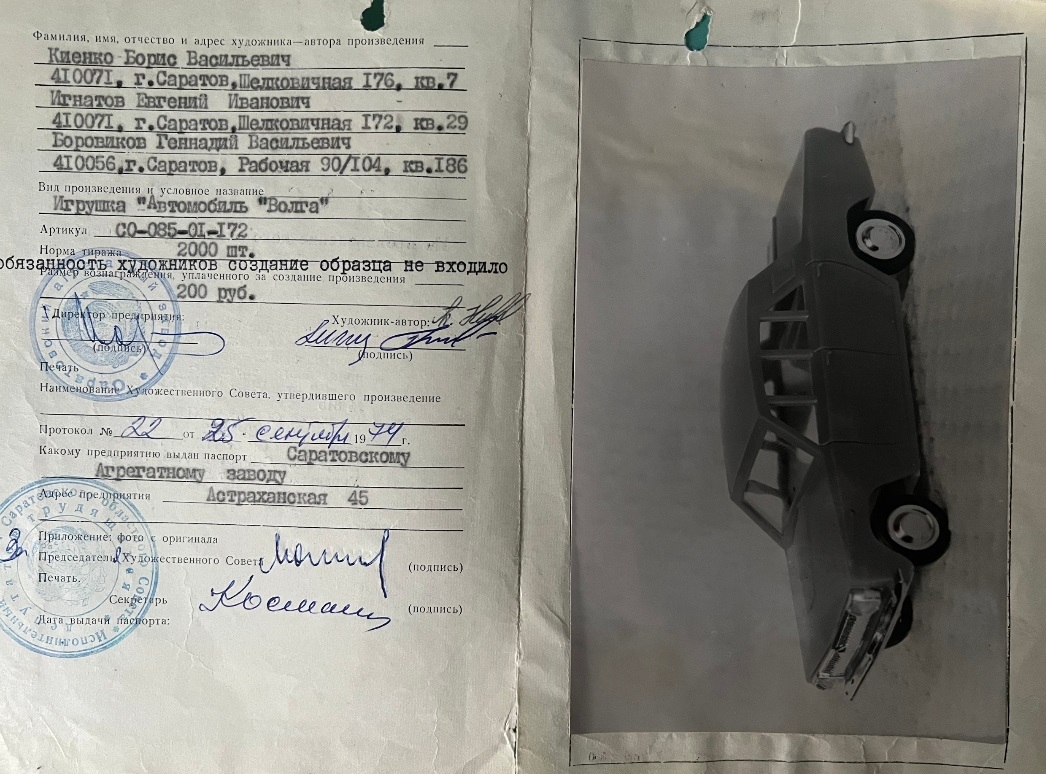 Фамилия, имя, отчество и адрес художника—автора произведения
Киенко Борис Васильевич
410071, г.Саратов,Шелковичная 176, кв.7
Игнатов Евгений Иванович
410071, г.Саратов,Шелковичная 172, кв.29
Боровиков Геннадий Васильевич
410056,г.Саратов, Рабочая 90/104, кв.186
Вид произведения и условное название
Игрушка "Автомобиль "Волга"
Артикул СО-085-01-172
Норма тиража 2000 шт.
обязанность художников создание образца не входило
Размер вознаграждения, уплаченного за создание произведения
200 руб.
Директор предприятия: Художник-автор:
(подпись) (подпись)
Печать
Наименование Художественного Совета, утвердившего произведение
Протокол № 22 от 25 сентября 1974 г.
Какому предприятию выдан паспорт Саратовскому
Агрегатному заводу
Адрес предприятия Астраханская 45
Приложение: фото с оригинала
Председатель Художественного Совета (подпись)
Печать.
Секретарь (подпись)
Дата выдачи паспорта: